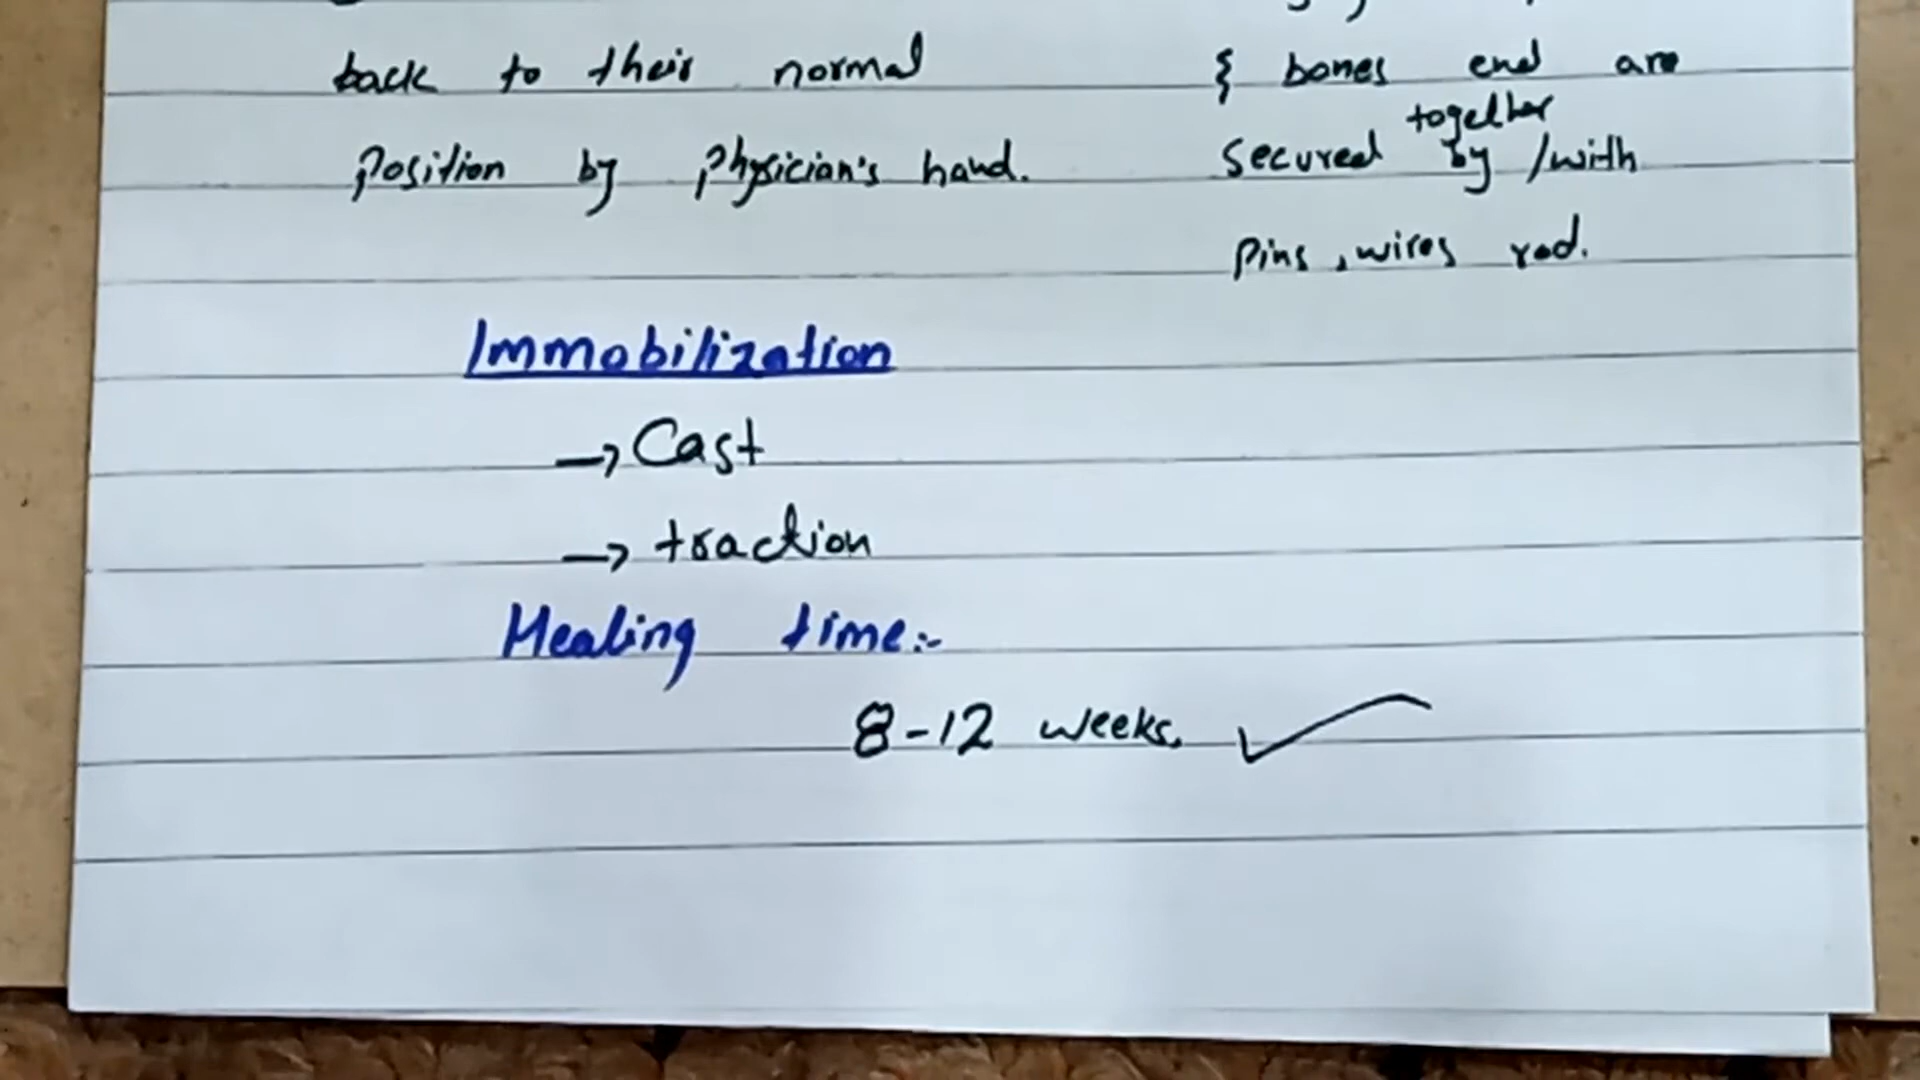 back to their normal
position by physician's hand.
& bones end are
together
secured by /with
pins, wires rod.
Immobilization
→ Cast
→ traction
Healing time:-
8-12 weeks.